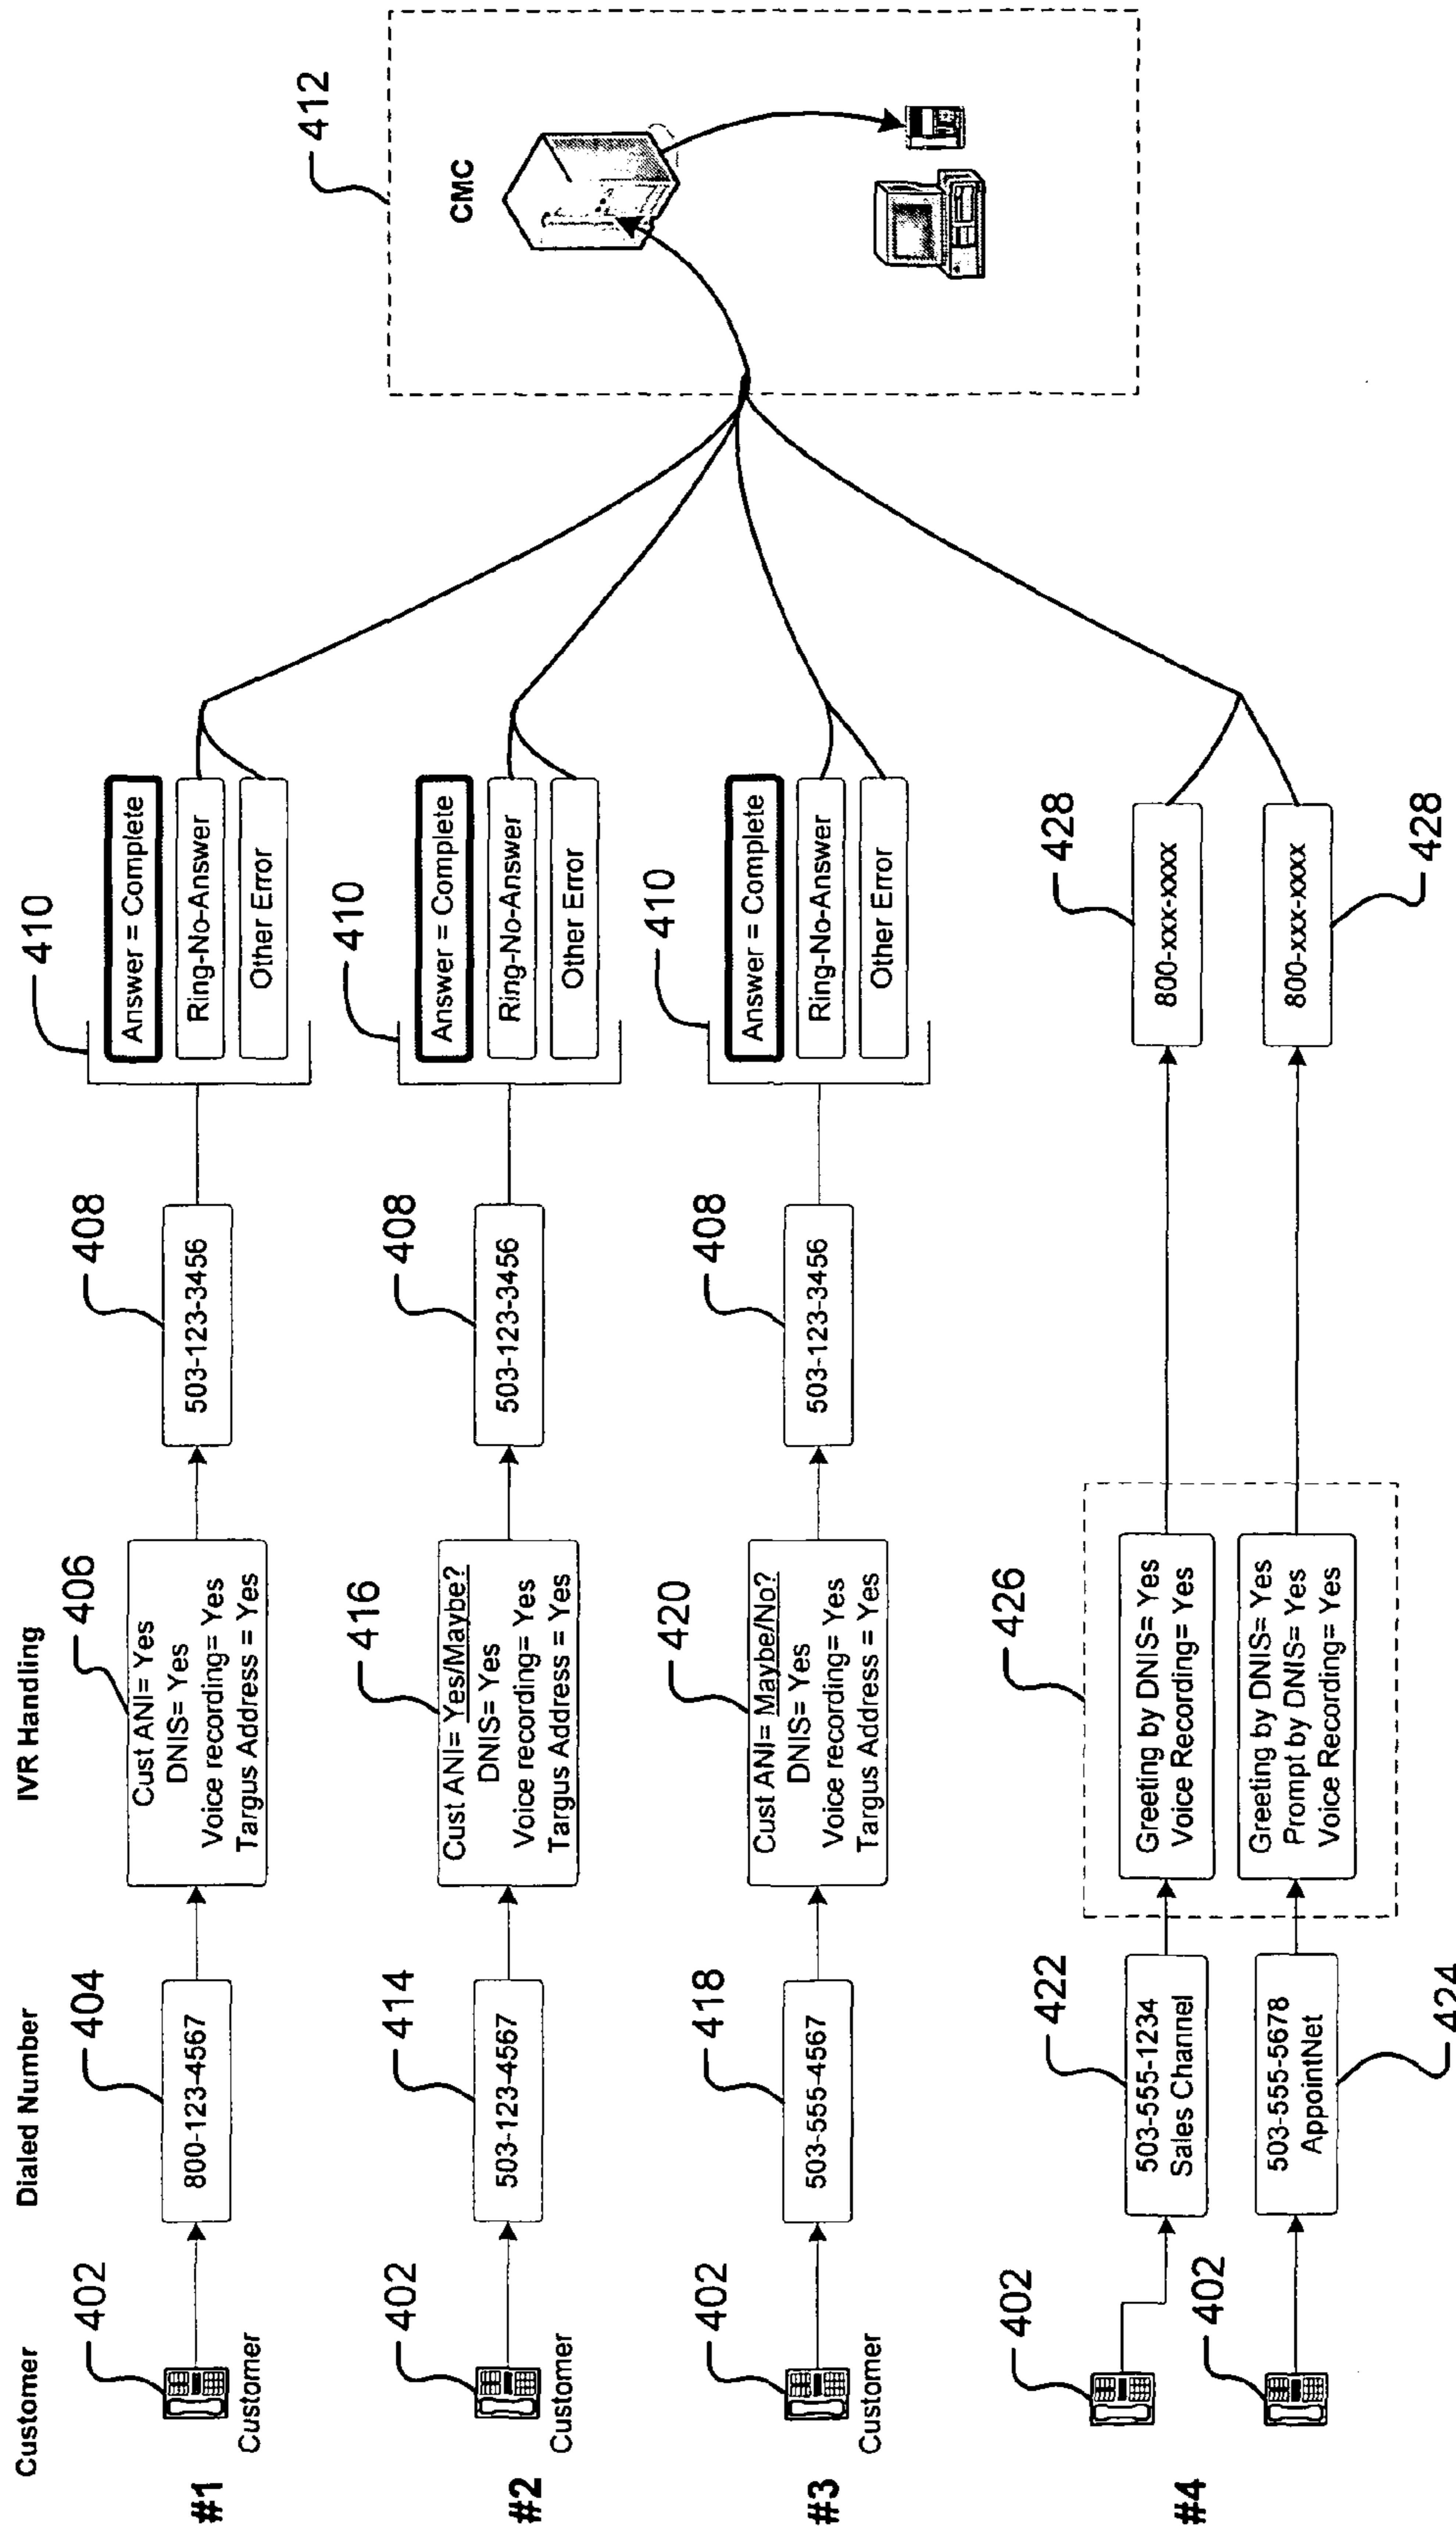 Customer
Dialed Number
IVR Handling
#1
402
Customer
404
800-123-4567
406
Cust ANI= Yes
DNIS= Yes
Voice recording= Yes
Targus Address = Yes
408
503-123-3456
410
Answer = Complete
Ring-No-Answer
Other Error
412
CMC
#2
402
Customer
414
503-123-4567
416
Cust ANI= Yes/Maybe?
DNIS= Yes
Voice recording= Yes
Targus Address = Yes
408
503-123-3456
410
Answer = Complete
Ring-No-Answer
Other Error
#3
402
Customer
418
503-555-4567
420
Cust ANI= Maybe/No?
DNIS= Yes
Voice recording= Yes
Targus Address = Yes
408
503-123-3456
410
Answer = Complete
Ring-No-Answer
Other Error
#4
402
422
503-555-1234
Sales Channel
426
Greeting by DNIS= Yes
Voice Recording= Yes
428
800-xxx-xxxx
402
503-555-5678
AppointNet
424
Greeting by DNIS= Yes
Prompt by DNIS= Yes
Voice Recording= Yes
800-xxx-xxxx
428